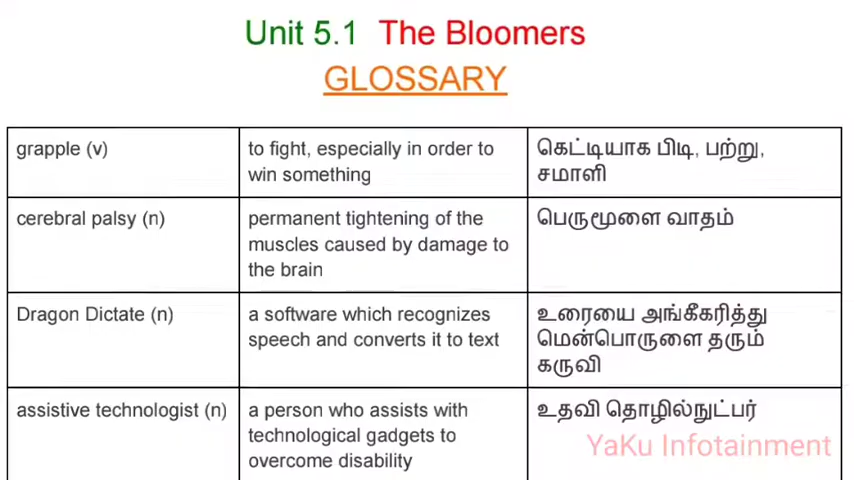 Unit 5.1 The Bloomers
GLOSSARY
grapple (v)
to fight, especially in order to
win something
கெட்டியாக பிடி, பற்று,
சமாளி
cerebral palsy (n)
permanent tightening of the
muscles caused by damage to
the brain
பெருமூளை வாதம்
Dragon Dictate (n)
a software which recognizes
speech and converts it to text
உரையை அங்கீகரித்து
மென்பொருளை தரும்
கருவி
assistive technologist (n)
a person who assists with
technological gadgets to
overcome disability
உதவி தொழில்நுட்பர்
YaKu Infotainment